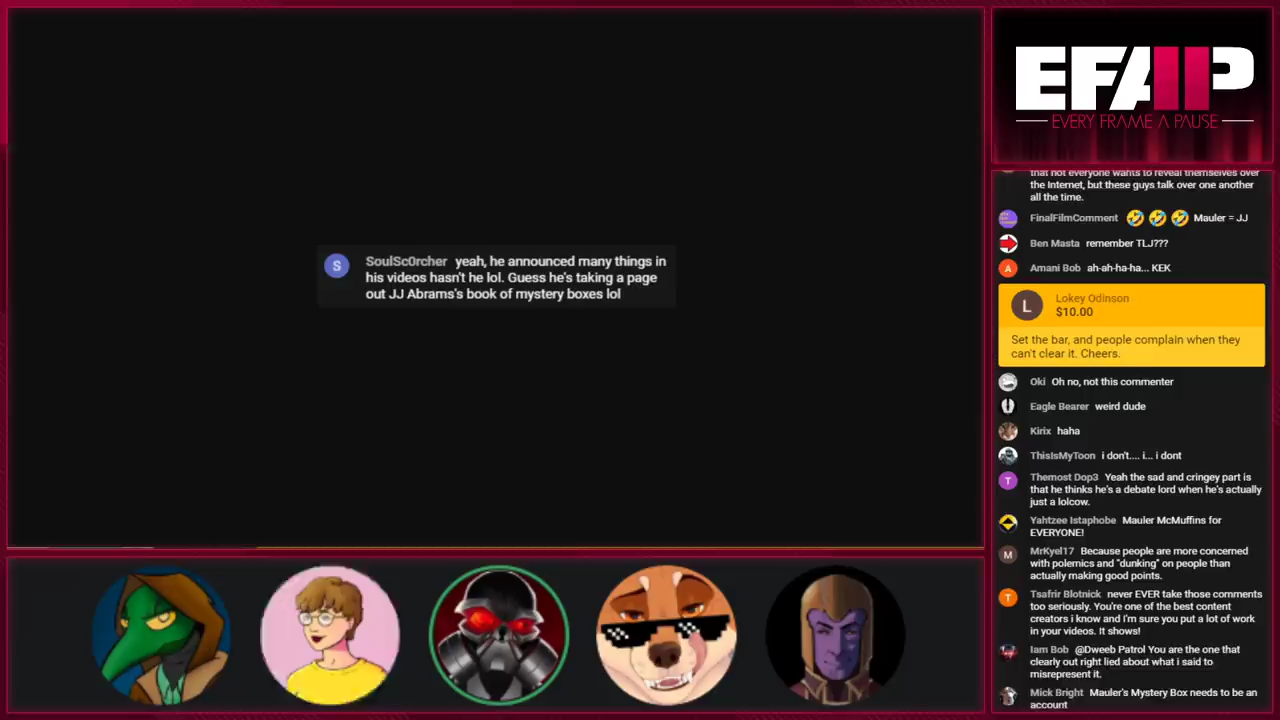 SoulSc0rcher yeah, he announced many things in
his videos hasn't he lol. Guess he's taking a page
out JJ Abrams's book of mystery boxes lol
S
EFAP
EVERY FRAME A PAUSE
that not everyone wants to reveal themselves over
the Internet, but these guys talk over one another
all the time.
FinalFilmComment 🤣 🤣 🤣 Mauler = JJ
Ben Masta remember TLJ???
A Amani Bob ah-ah-ha-ha... KEK
L Lokey Odinson
$10.00
Set the bar, and people complain when they
can't clear it. Cheers.
Oki Oh no, not this commenter
Eagle Bearer weird dude
Kirix haha
ThisIsMyToon i don't.... i... i dont
T Themost Dop3 Yeah the sad and cringey part is
that he thinks he's a debate lord when he's actually
just a lolcow.
Yahtzee Istaphobe Mauler McMuffins for
EVERYONE!
M MrKyel17 Because people are more concerned
with polemics and "dunking" on people than
actually making good points.
T Tsafrir Blotnick never EVER take those comments
too seriously. You're one of the best content
creators i know and I'm sure you put a lot of work
in your videos. It shows!
Iam Bob @Dweeb Patrol You are the one that
clearly out right lied about what i said to
misrepresent it.
Mick Bright Mauler's Mystery Box needs to be an
account